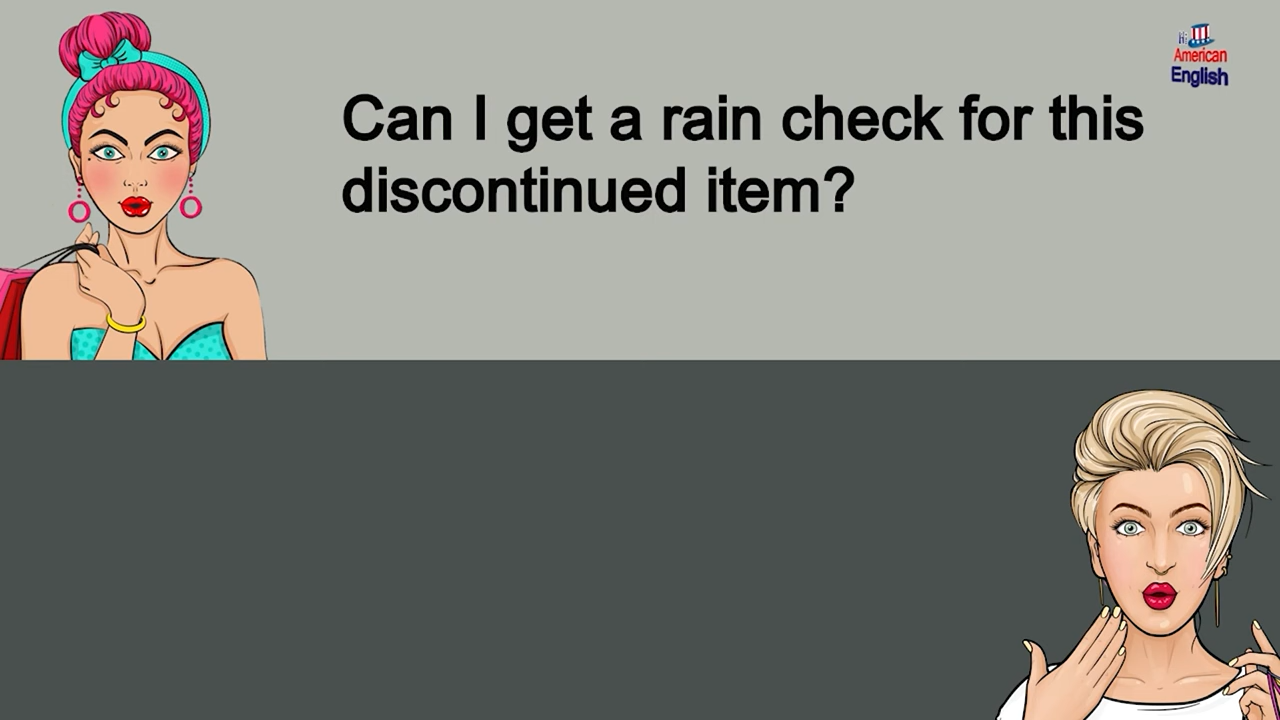 Hi
American
English
Can I get a rain check for this
discontinued item?